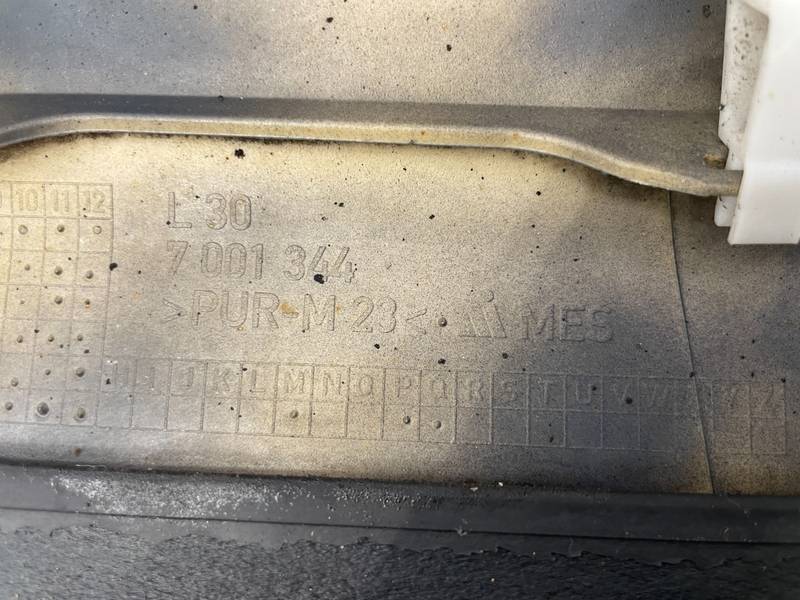 10 11 12
L 30
7 001 344
>PUR-M 23< MES
I J K L M N O P Q R S T U V W Y Z